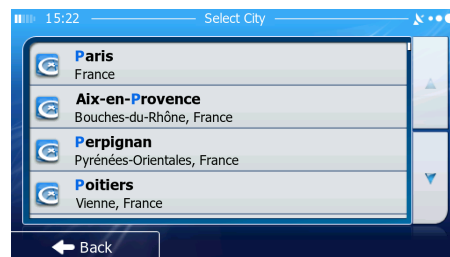 15:22 Select City
Paris
France
Aix-en-Provence
Bouches-du-Rhône, France
Perpignan
Pyrénées-Orientales, France
Poitiers
Vienne, France
Back